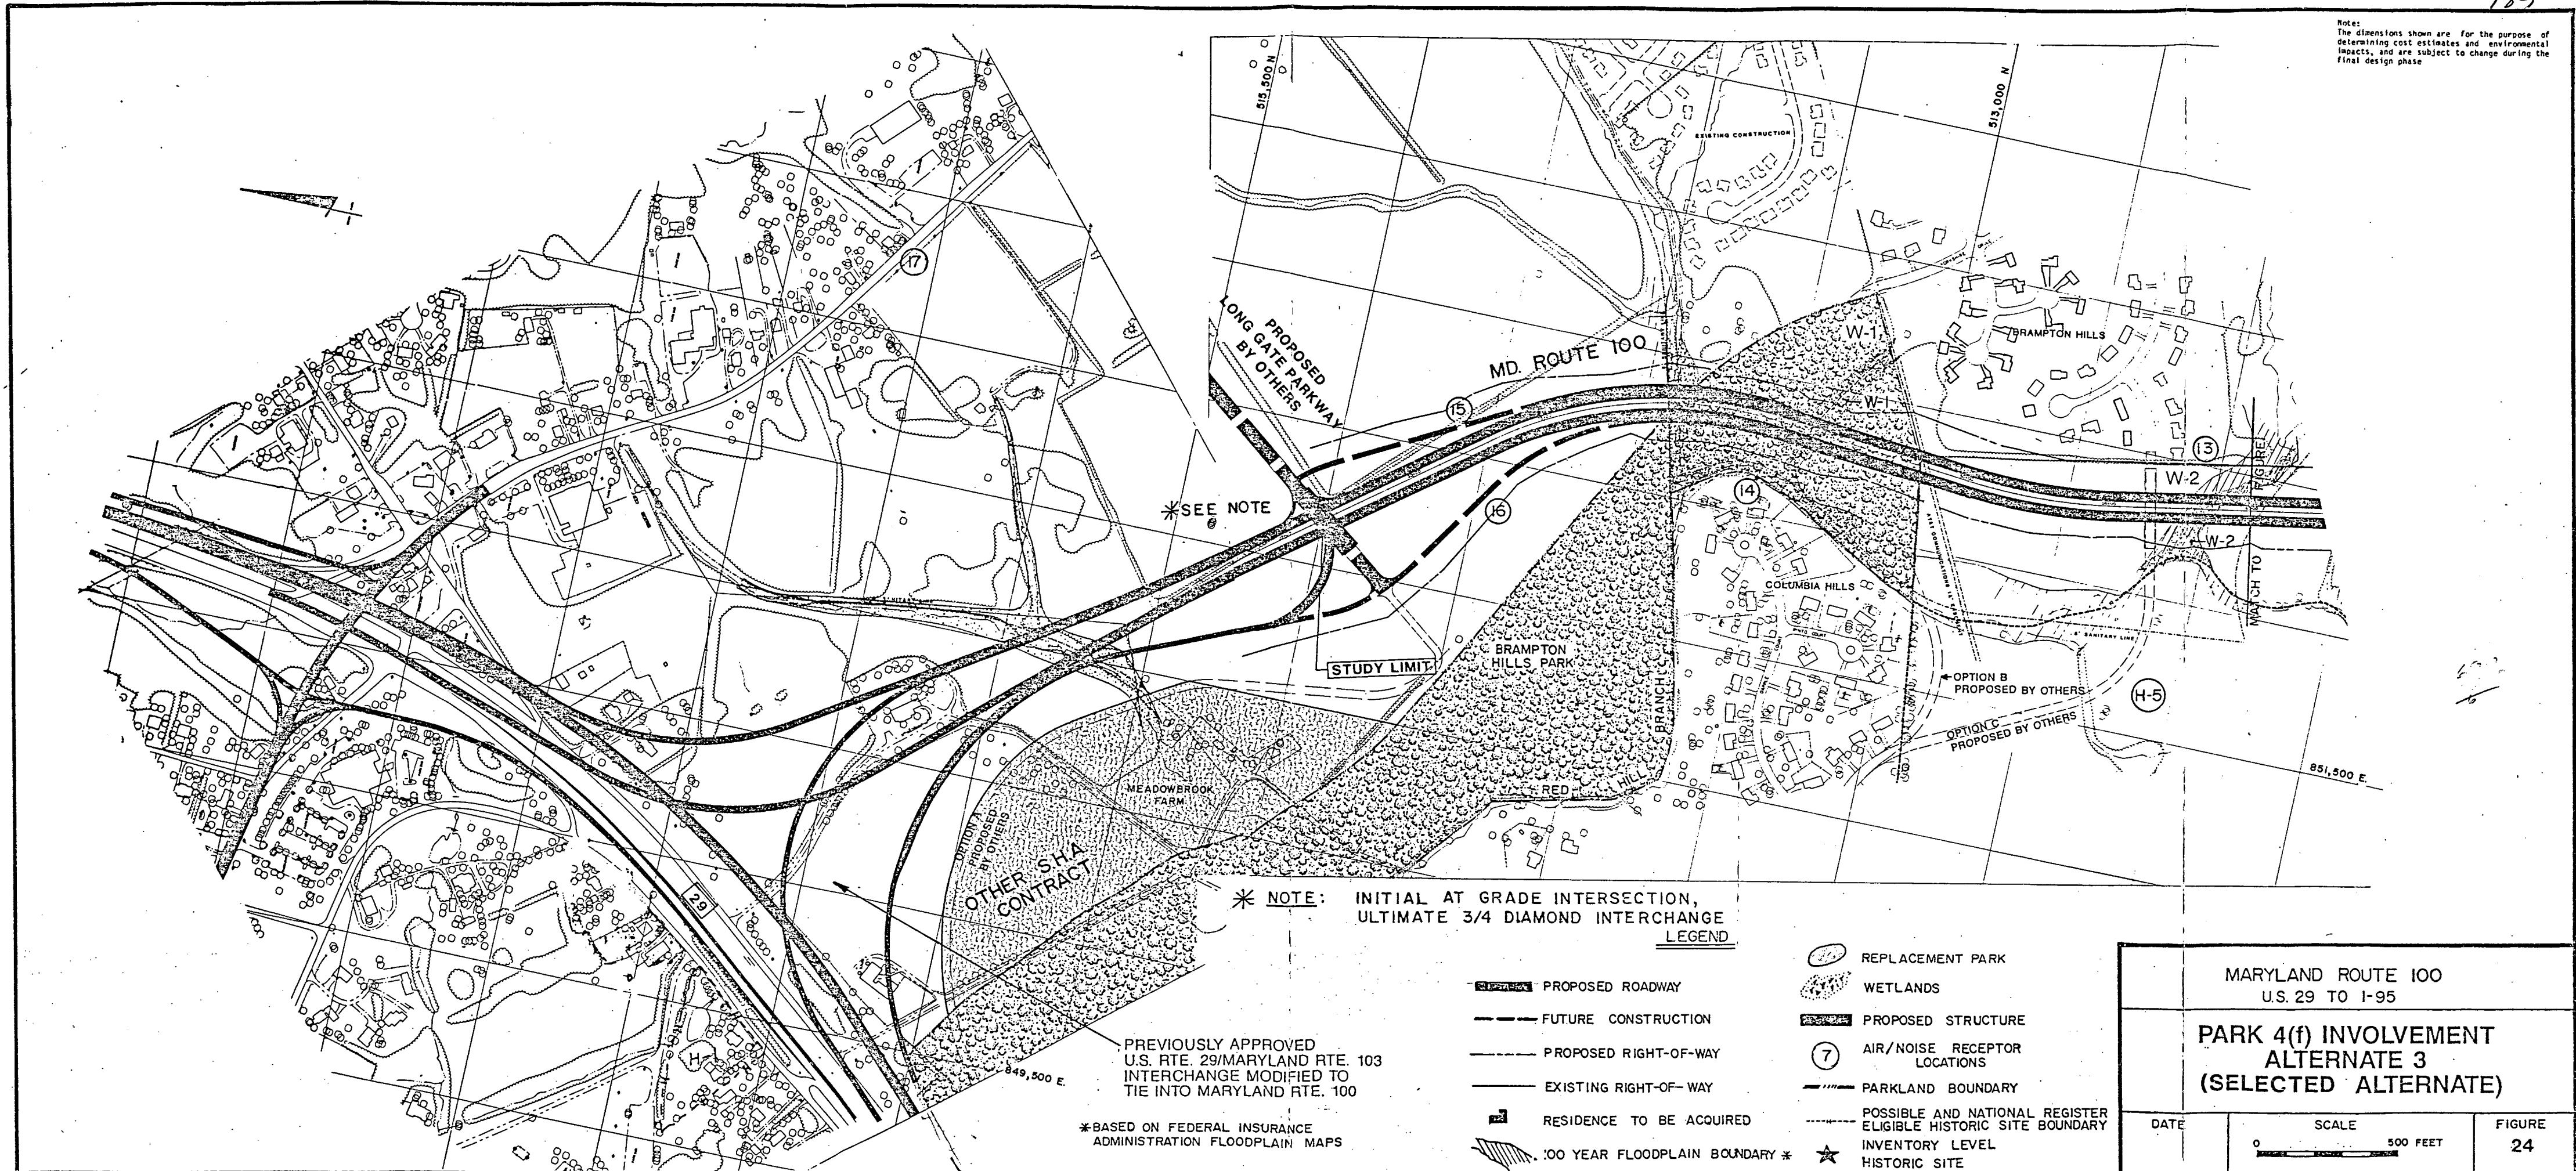 Note:
The dimensions shown are for the purpose of
determining cost estimates and environmental
impacts, and are subject to change during the
final design phase
515,500 N
513,000 N
EXISTING CONSTRUCTION
17
PROPOSED
LONG GATE PARKWAY
BY OTHERS
MD. ROUTE 100
W-1
BRAMPTON HILLS
W-1
15
13
W-2
FIGURE
MATCH TO
*SEE NOTE
16
14
W-2
COLUMBIA HILLS
SANITARY LINE
STUDY LIMIT
BRAMPTON
HILLS PARK
OPTION B
PROPOSED BY OTHERS
H-5
OPTION C
PROPOSED BY OTHERS
RED HILL BRANCH
851,500 E.
MEADOWBROOK
FARM
OPTION A
PROPOSED
BY OTHERS
OTHER S.H.A.
CONTRACT
29
849,500 E.
H
* NOTE: INITIAL AT GRADE INTERSECTION,
ULTIMATE 3/4 DIAMOND INTERCHANGE
PREVIOUSLY APPROVED
U.S. RTE. 29/MARYLAND RTE. 103
INTERCHANGE MODIFIED TO
TIE INTO MARYLAND RTE. 100
*BASED ON FEDERAL INSURANCE
ADMINISTRATION FLOODPLAIN MAPS
LEGEND
PROPOSED ROADWAY
FUTURE CONSTRUCTION
PROPOSED RIGHT-OF-WAY
EXISTING RIGHT-OF-WAY
RESIDENCE TO BE ACQUIRED
100 YEAR FLOODPLAIN BOUNDARY *
REPLACEMENT PARK
WETLANDS
PROPOSED STRUCTURE
7
AIR/NOISE RECEPTOR
LOCATIONS
PARKLAND BOUNDARY
POSSIBLE AND NATIONAL REGISTER
ELIGIBLE HISTORIC SITE BOUNDARY
INVENTORY LEVEL
HISTORIC SITE
MARYLAND ROUTE 100
U.S. 29 TO I-95
PARK 4(f) INVOLVEMENT
ALTERNATE 3
(SELECTED ALTERNATE)
DATE
SCALE
0 500 FEET
FIGURE
24